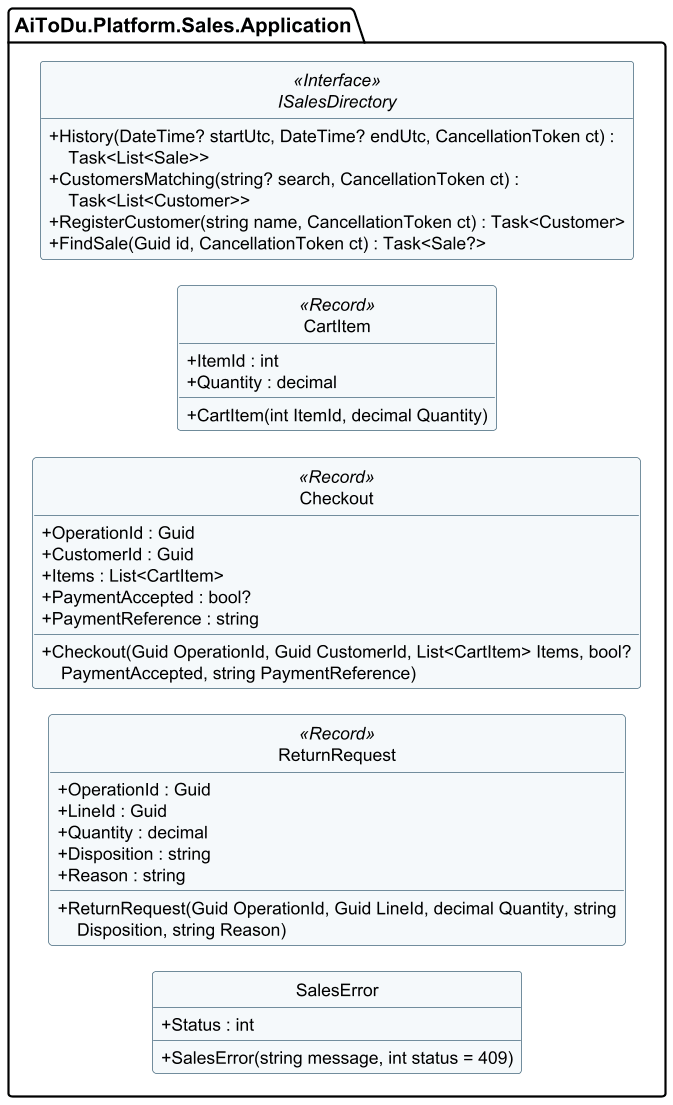 AiToDu.Platform.Sales.Application
«Interface»
ISalesDirectory
+History(DateTime? startUtc, DateTime? endUtc, CancellationToken ct) :
Task<List<Sale>>
+CustomersMatching(string? search, CancellationToken ct) :
Task<List<Customer>>
+RegisterCustomer(string name, CancellationToken ct) : Task<Customer>
+FindSale(Guid id, CancellationToken ct) : Task<Sale?>
«Record»
CartItem
+ItemId : int
+Quantity : decimal
+CartItem(int ItemId, decimal Quantity)
«Record»
Checkout
+OperationId : Guid
+CustomerId : Guid
+Items : List<CartItem>
+PaymentAccepted : bool?
+PaymentReference : string
+Checkout(Guid OperationId, Guid CustomerId, List<CartItem> Items, bool?
PaymentAccepted, string PaymentReference)
«Record»
ReturnRequest
+OperationId : Guid
+LineId : Guid
+Quantity : decimal
+Disposition : string
+Reason : string
+ReturnRequest(Guid OperationId, Guid LineId, decimal Quantity, string
Disposition, string Reason)
SalesError
+Status : int
+SalesError(string message, int status = 409)